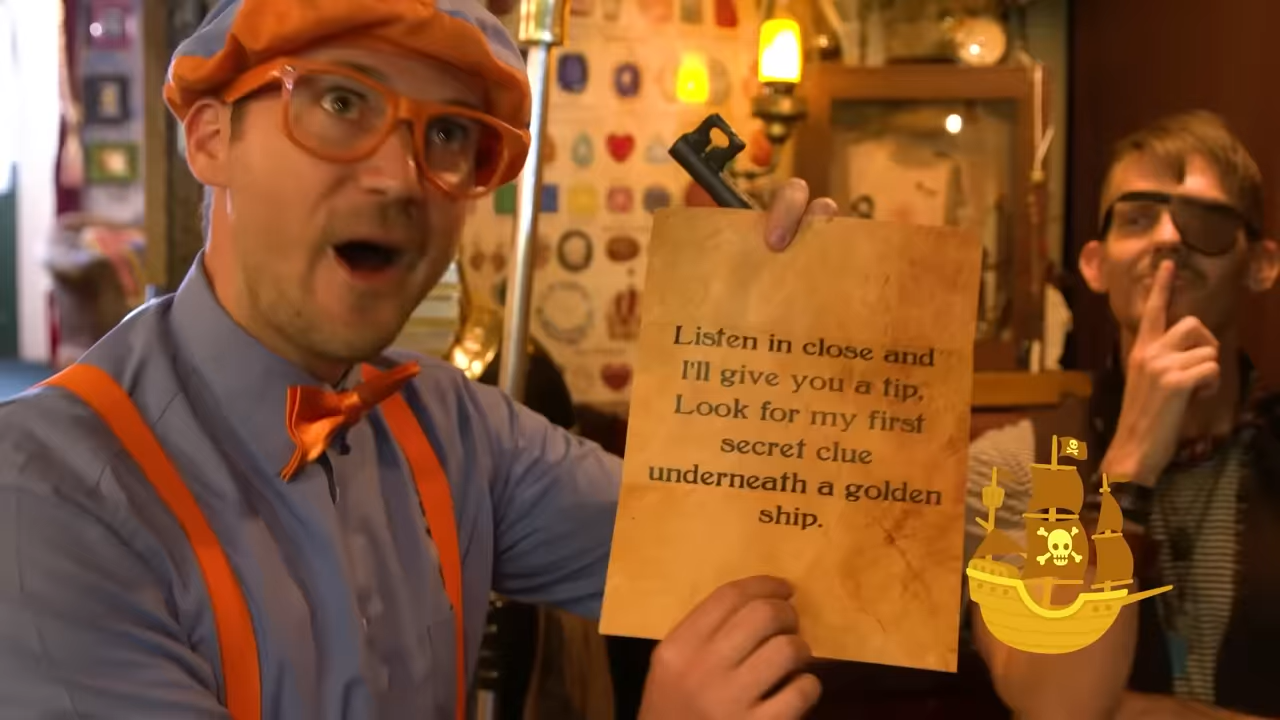 Listen in close and
I'll give you a tip,
Look for my first
secret clue
underneath a golden
ship.